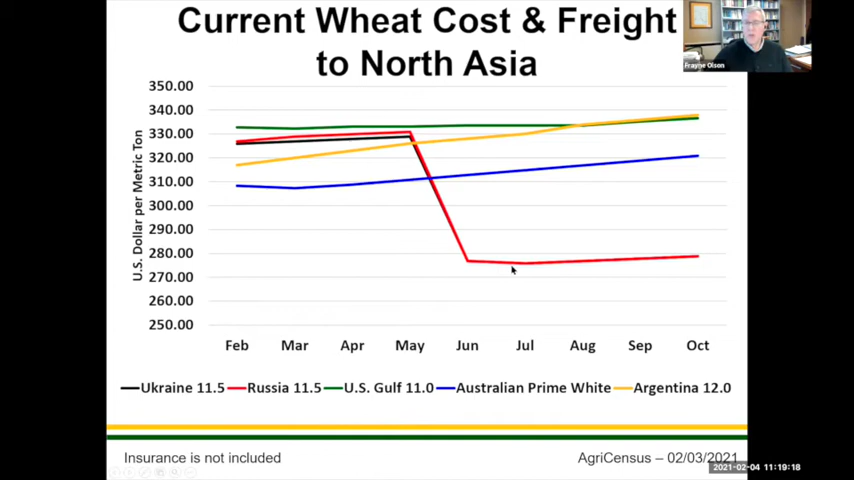 Current Wheat Cost & Freight
to North Asia
Frayne Olson
350.00
340.00
330.00
320.00
310.00
300.00
290.00
280.00
270.00
260.00
250.00
U.S. Dollar per Metric Ton
Feb Mar Apr May Jun Jul Aug Sep Oct
Ukraine 11.5 Russia 11.5 U.S. Gulf 11.0 Australian Prime White Argentina 12.0
Insurance is not included
AgriCensus – 02/03/2021
2021-02-04 11:19:18